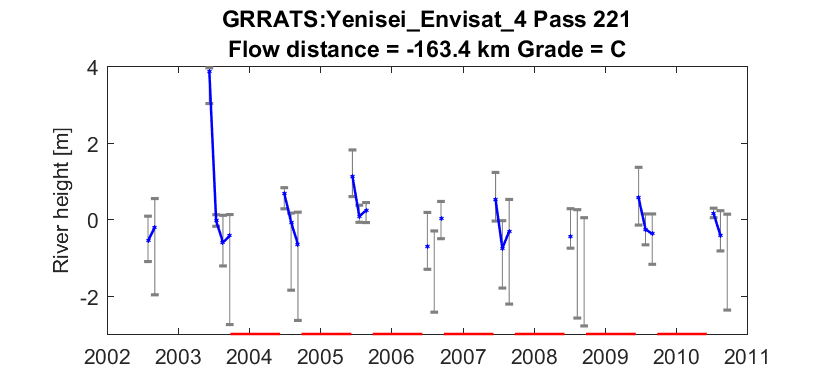 GRRATS:Yenisei_Envisat_4 Pass 221
Flow distance = -163.4 km Grade = C
River height [m]
4
2
0
-2
2002 2003 2004 2005 2006 2007 2008 2009 2010 2011